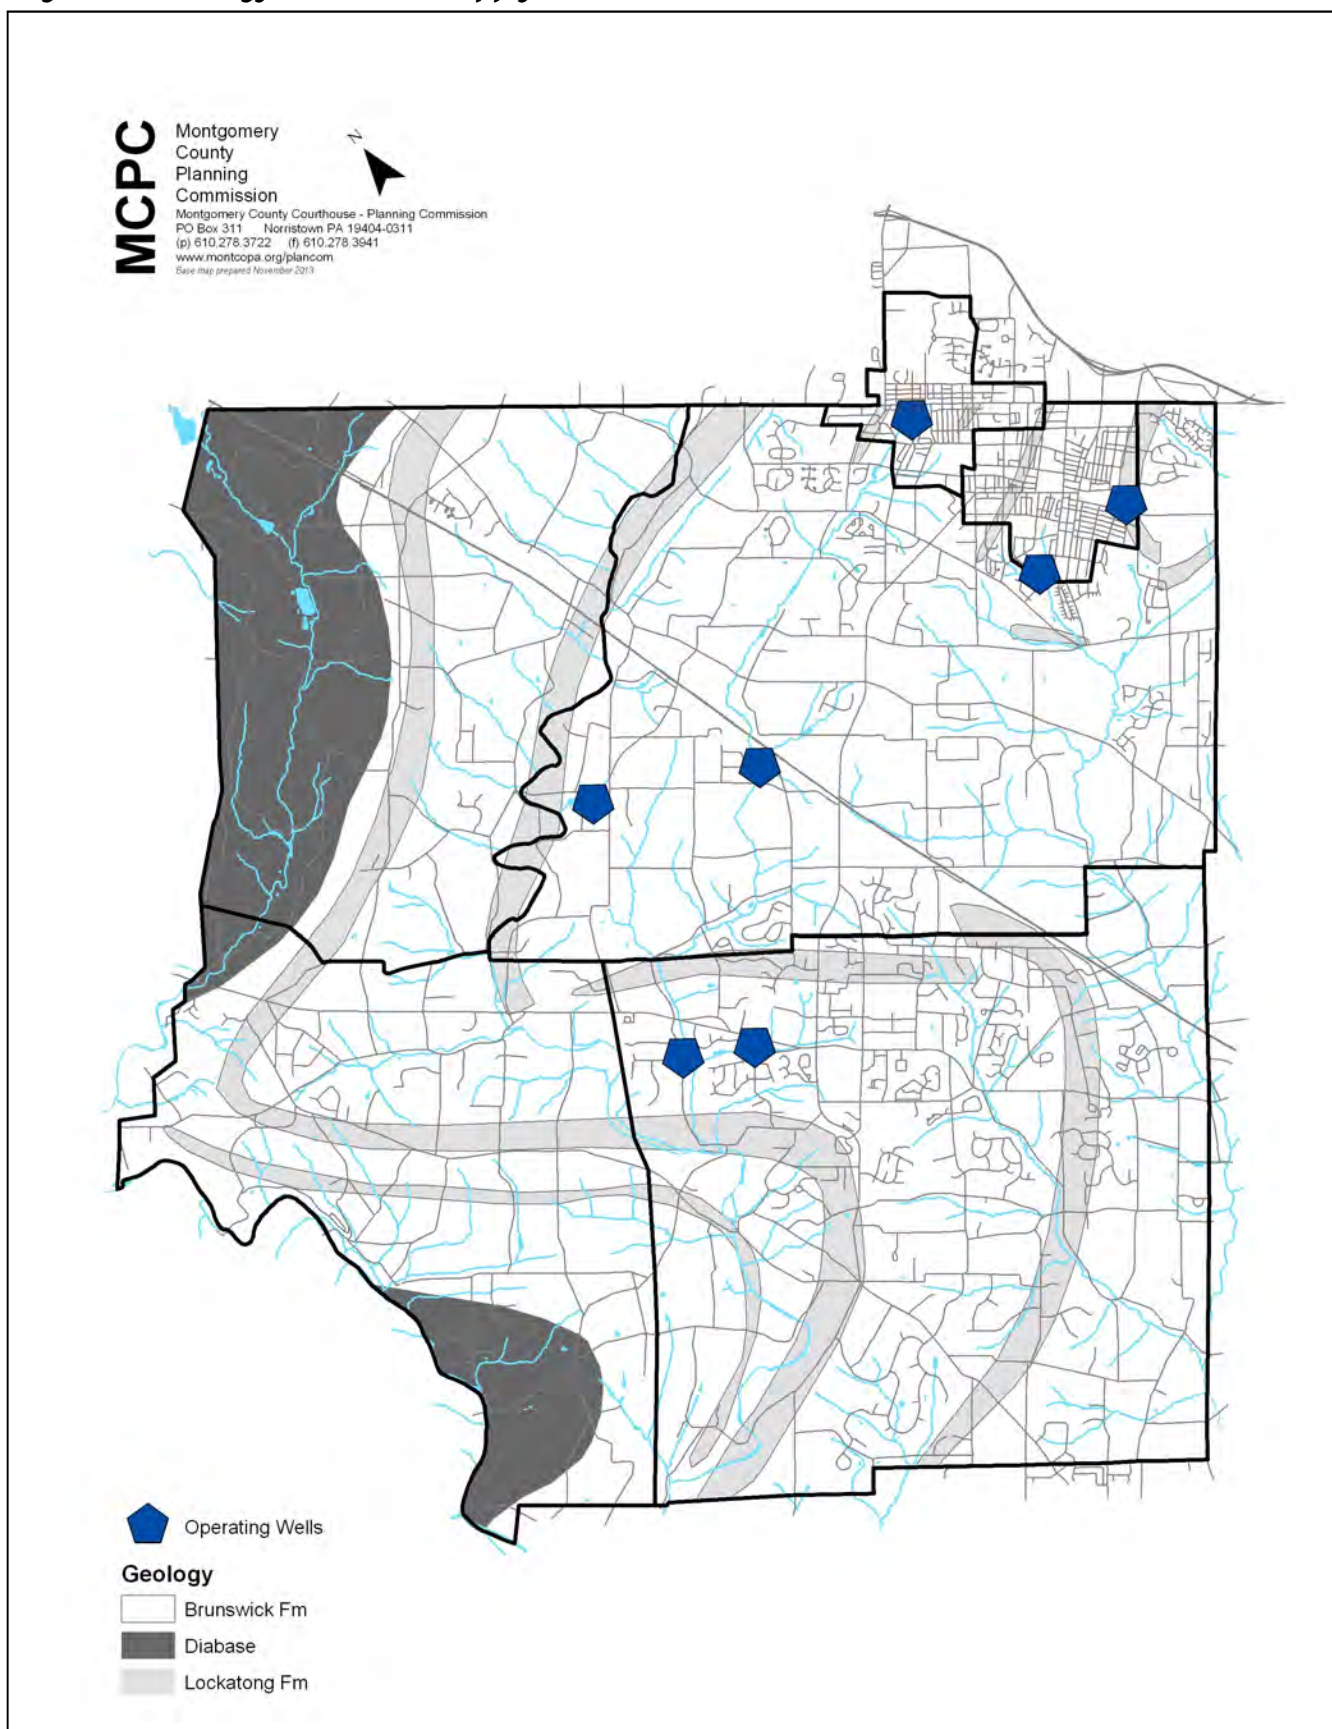 MCPC
Montgomery
County
Planning
Commission
N
Montgomery County Courthouse - Planning Commission
PO Box 311 Norristown PA 19404-0311
(p) 610.278.3722 (f) 610.278.3941
www.montcopa.org/plancom
Base map prepared November 2013
Operating Wells
Geology
Brunswick Fm
Diabase
Lockatong Fm